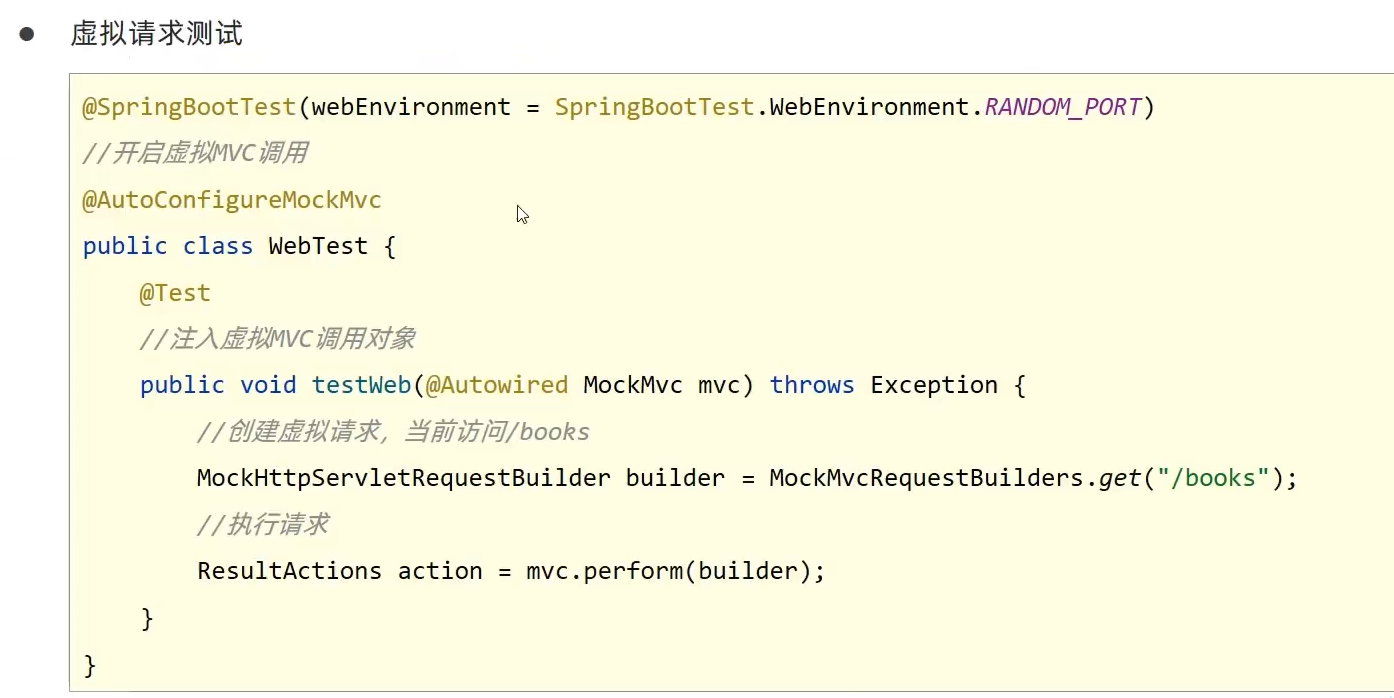 ● 虚拟请求测试
@SpringBootTest(webEnvironment = SpringBootTest.WebEnvironment.RANDOM_PORT)
//开启虚拟MVC调用
@AutoConfigureMockMvc
public class WebTest {
    @Test
    //注入虚拟MVC调用对象
    public void testWeb(@Autowired MockMvc mvc) throws Exception {
        //创建虚拟请求，当前访问/books
        MockHttpServletRequestBuilder builder = MockMvcRequestBuilders.get("/books");
        //执行请求
        ResultActions action = mvc.perform(builder);
    }
}